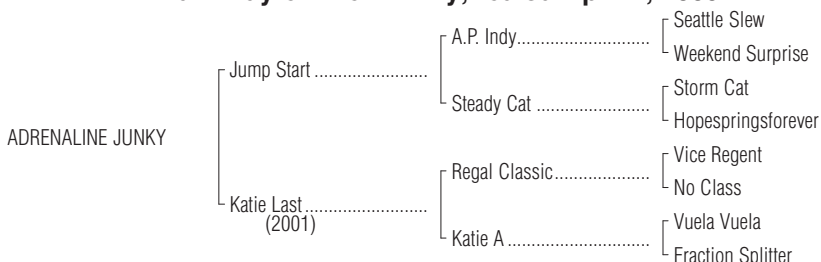 Seattle Slew
A.P. Indy
Weekend Surprise
Jump Start
Storm Cat
Steady Cat
Hopespringsforever
ADRENALINE JUNKY
Vice Regent
Regal Classic
No Class
Katie Last
(2001)
Vuela Vuela
Katie A
Fraction Splitter